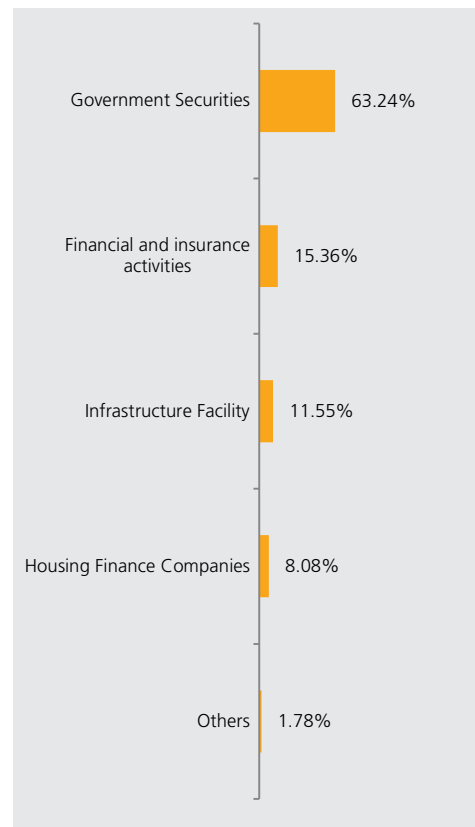 Government Securities 63.24%
Financial and insurance
activities 15.36%
Infrastructure Facility 11.55%
Housing Finance Companies 8.08%
Others 1.78%